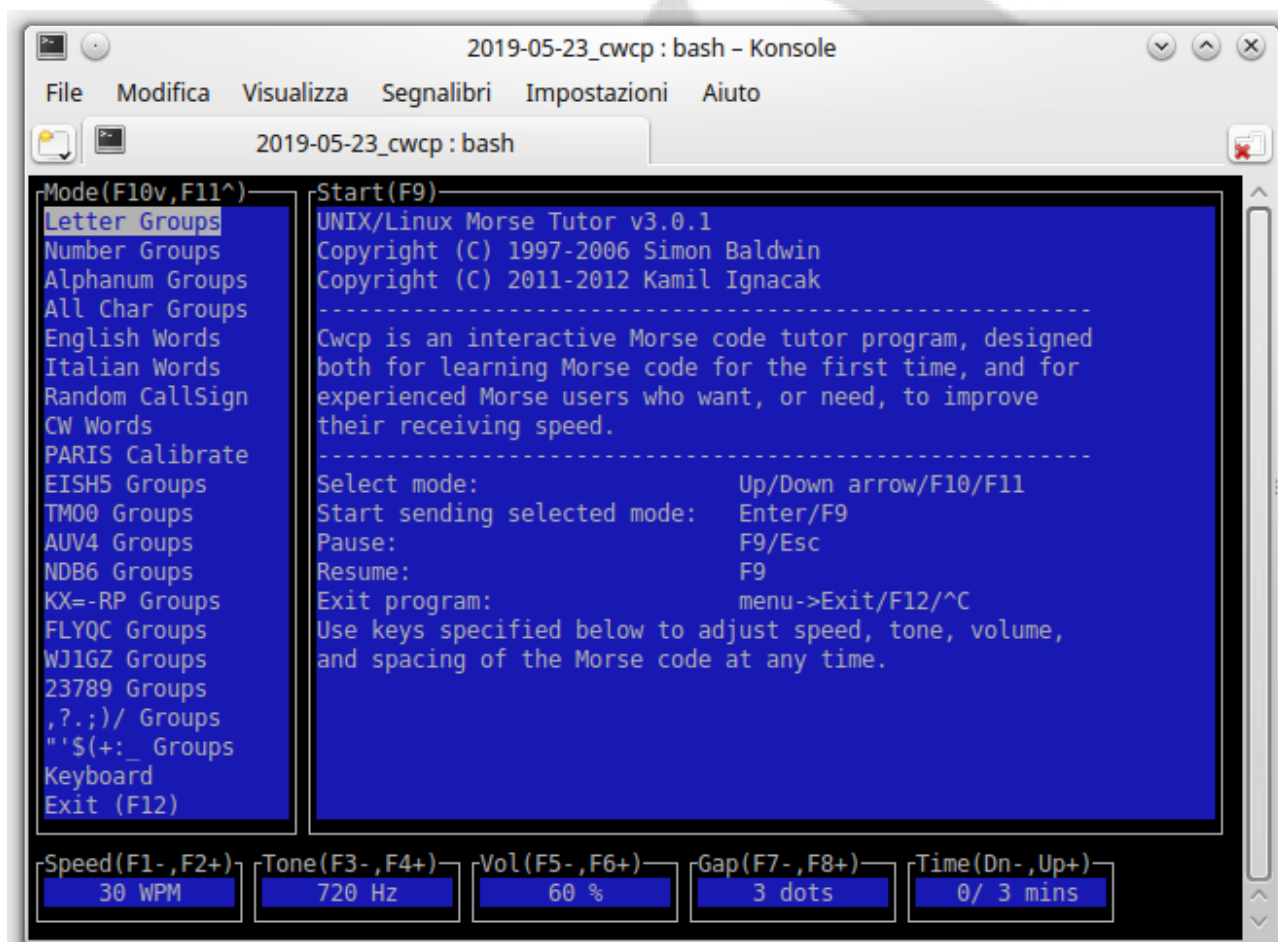 2019-05-23_cwcp : bash – Konsole
File Modifica Visualizza Segnalibri Impostazioni Aiuto
2019-05-23_cwcp : bash
Mode(F10v,F11^)
Letter Groups
Number Groups
Alphanum Groups
All Char Groups
English Words
Italian Words
Random CallSign
CW Words
PARIS Calibrate
EISH5 Groups
TMO0 Groups
AUV4 Groups
NDB6 Groups
KX=-RP Groups
FLYQC Groups
WJ1GZ Groups
23789 Groups
,?.;)/ Groups
"'$(+:_ Groups
Keyboard
Exit (F12)
Start(F9)
UNIX/Linux Morse Tutor v3.0.1
Copyright (C) 1997-2006 Simon Baldwin
Copyright (C) 2011-2012 Kamil Ignacak
---------------------------------------------------------
Cwcp is an interactive Morse code tutor program, designed
both for learning Morse code for the first time, and for
experienced Morse users who want, or need, to improve
their receiving speed.
---------------------------------------------------------
Select mode: Up/Down arrow/F10/F11
Start sending selected mode: Enter/F9
Pause: F9/Esc
Resume: F9
Exit program: menu->Exit/F12/^C
Use keys specified below to adjust speed, tone, volume,
and spacing of the Morse code at any time.
Speed(F1-,F2+) Tone(F3-,F4+) Vol(F5-,F6+) Gap(F7-,F8+) Time(Dn-,Up+)
30 WPM 720 Hz 60 % 3 dots 0/ 3 mins